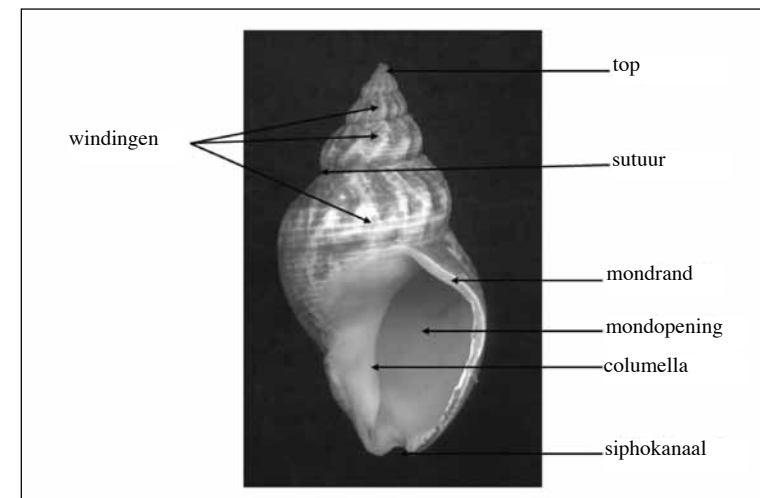 top
windingen
sutuur
mondrand
mondopening
columella
siphokanaal